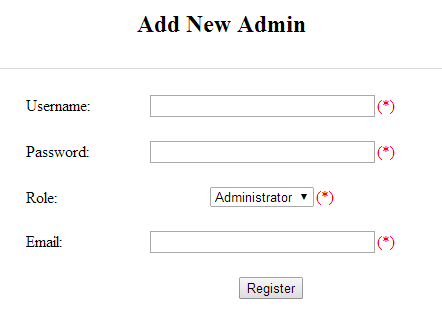 Add New Admin
Username: (*)
Password: (*)
Role: Administrator (*)
Email: (*)
Register